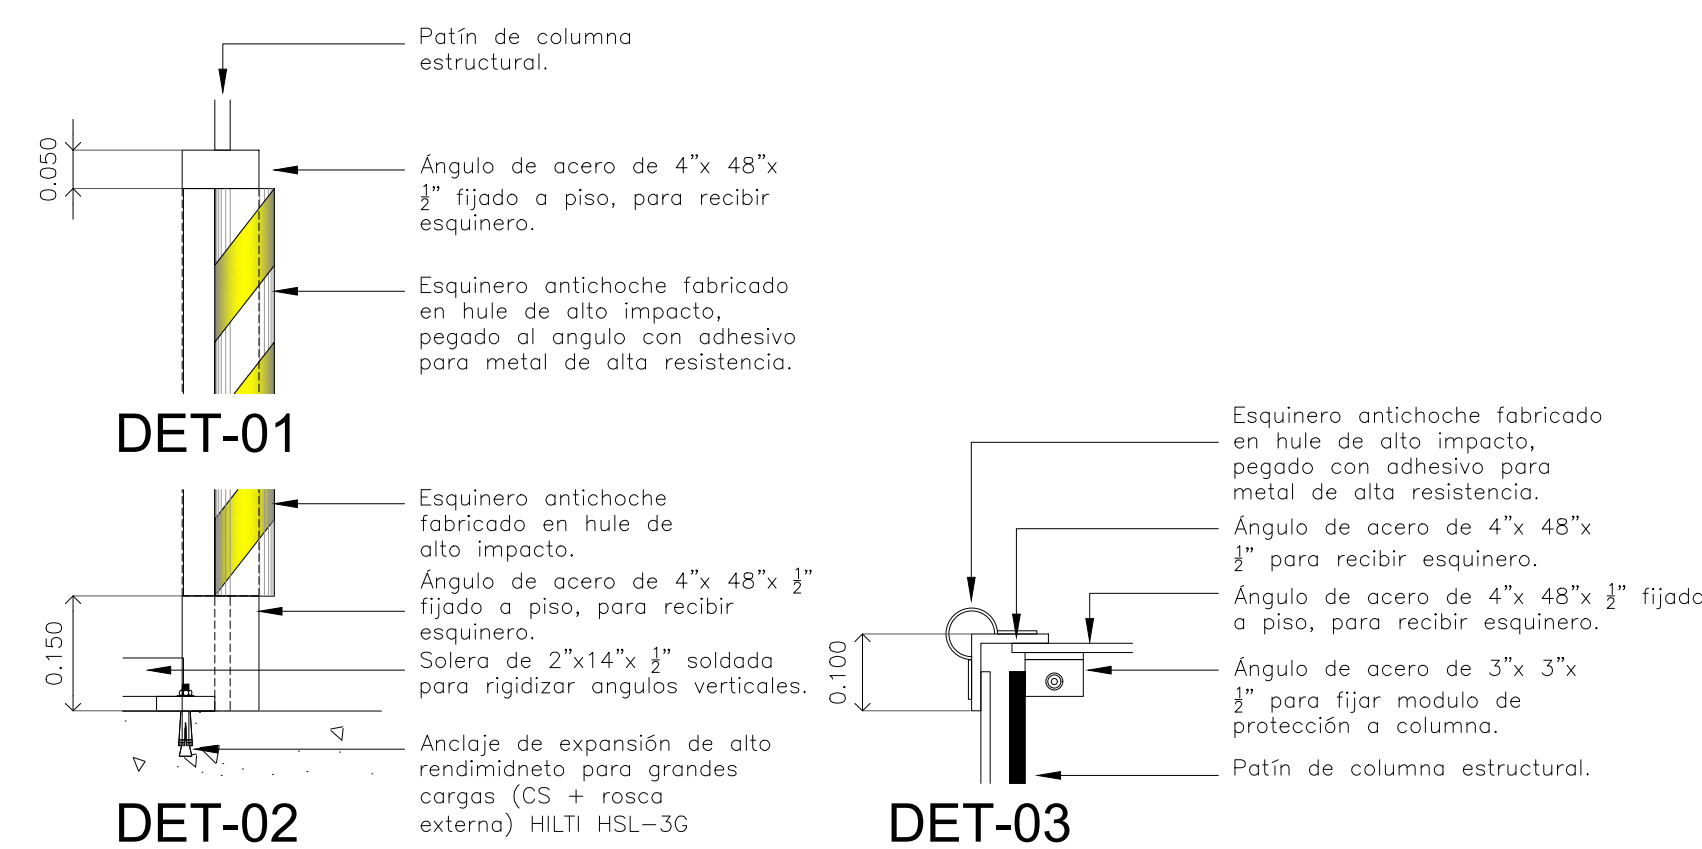 Patín de columna
estructural.
0.050
Ángulo de acero de 4”x 48”x
½” fijado a piso, para recibir
esquinero.
Esquinero antichoche fabricado
en hule de alto impacto,
pegado al angulo con adhesivo
para metal de alta resistencia.
DET-01
Esquinero antichoche
fabricado en hule de
alto impacto.
Ángulo de acero de 4”x 48”x ½”
fijado a piso, para recibir
esquinero.
0.150
Solera de 2”x14”x ½” soldada
para rigidizar angulos verticales.
Anclaje de expansión de alto
rendimidneto para grandes
cargas (CS + rosca
externa) HILTI HSL-3G
DET-02
Esquinero antichoche fabricado
en hule de alto impacto,
pegado con adhesivo para
metal de alta resistencia.
Ángulo de acero de 4”x 48”x
½” para recibir esquinero.
Ángulo de acero de 4”x 48”x ½” fijado
a piso, para recibir esquinero.
0.100
Ángulo de acero de 3”x 3”x
½” para fijar modulo de
protección a columna.
Patín de columna estructural.
DET-03